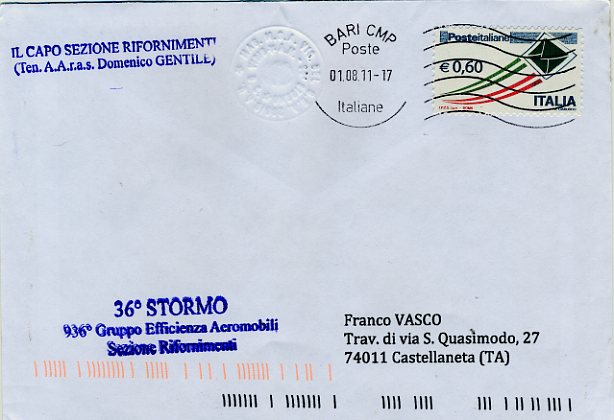 IL CAPO SEZIONE RIFORNIMENTI
(Ten. A.A.r.a.s. Domenico GENTILE)
BARI CMP
Poste
01.08.11-17
Italiane
Posteitaliane
€ 0,60
ITALIA
36° STORMO
936° Gruppo Efficienza Aeromobili
Sezione Rifornimenti
Franco VASCO
Trav. di via S. Quasimodo, 27
74011 Castellaneta (TA)